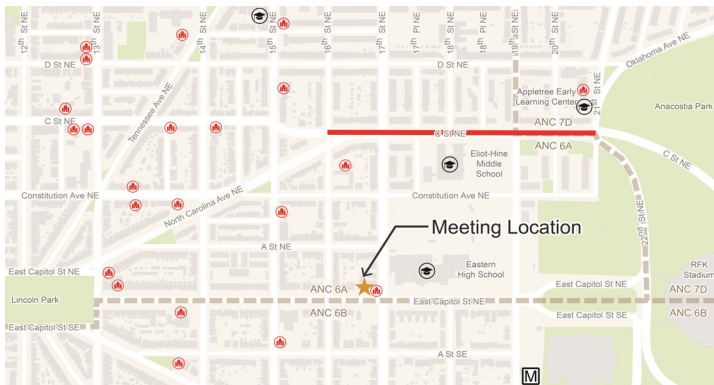 12th St NE
13th St NE
14th St NE
15th St NE
16th St NE
17th St NE
17th Pl NE
18th St NE
18th Pl NE
19th St NE
20th St NE
21st St NE
Oklahoma Ave NE
D St NE
Tennessee Ave NE
Appletree Early
Learning Center
Anacostia Park
C St NE
ANC 7D
C St NE
ANC 6A
C St NE
Eliot-Hine
Middle
School
Constitution Ave NE
North Carolina Ave NE
Constitution Ave NE
22nd St NE
Meeting Location
A St NE
East Capitol St NE
Eastern
High School
RFK
Stadium
Lincoln Park
ANC 6A
East Capitol St NE
East Capitol St NE
ANC 7D
ANC 6B
East Capitol St SE
ANC 6B
East Capitol St SE
A St SE
M